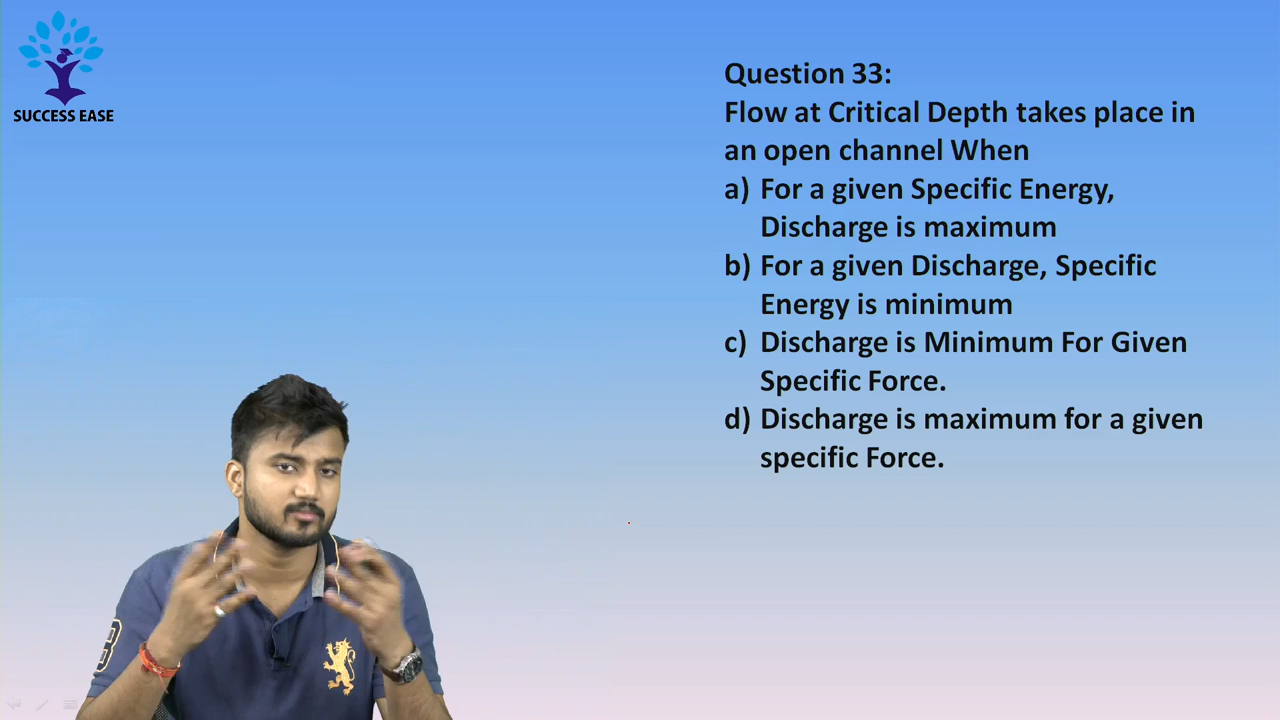 SUCCESS EASE
Question 33:
Flow at Critical Depth takes place in
an open channel When
a) For a given Specific Energy,
Discharge is maximum
b) For a given Discharge, Specific
Energy is minimum
c) Discharge is Minimum For Given
Specific Force.
d) Discharge is maximum for a given
specific Force.